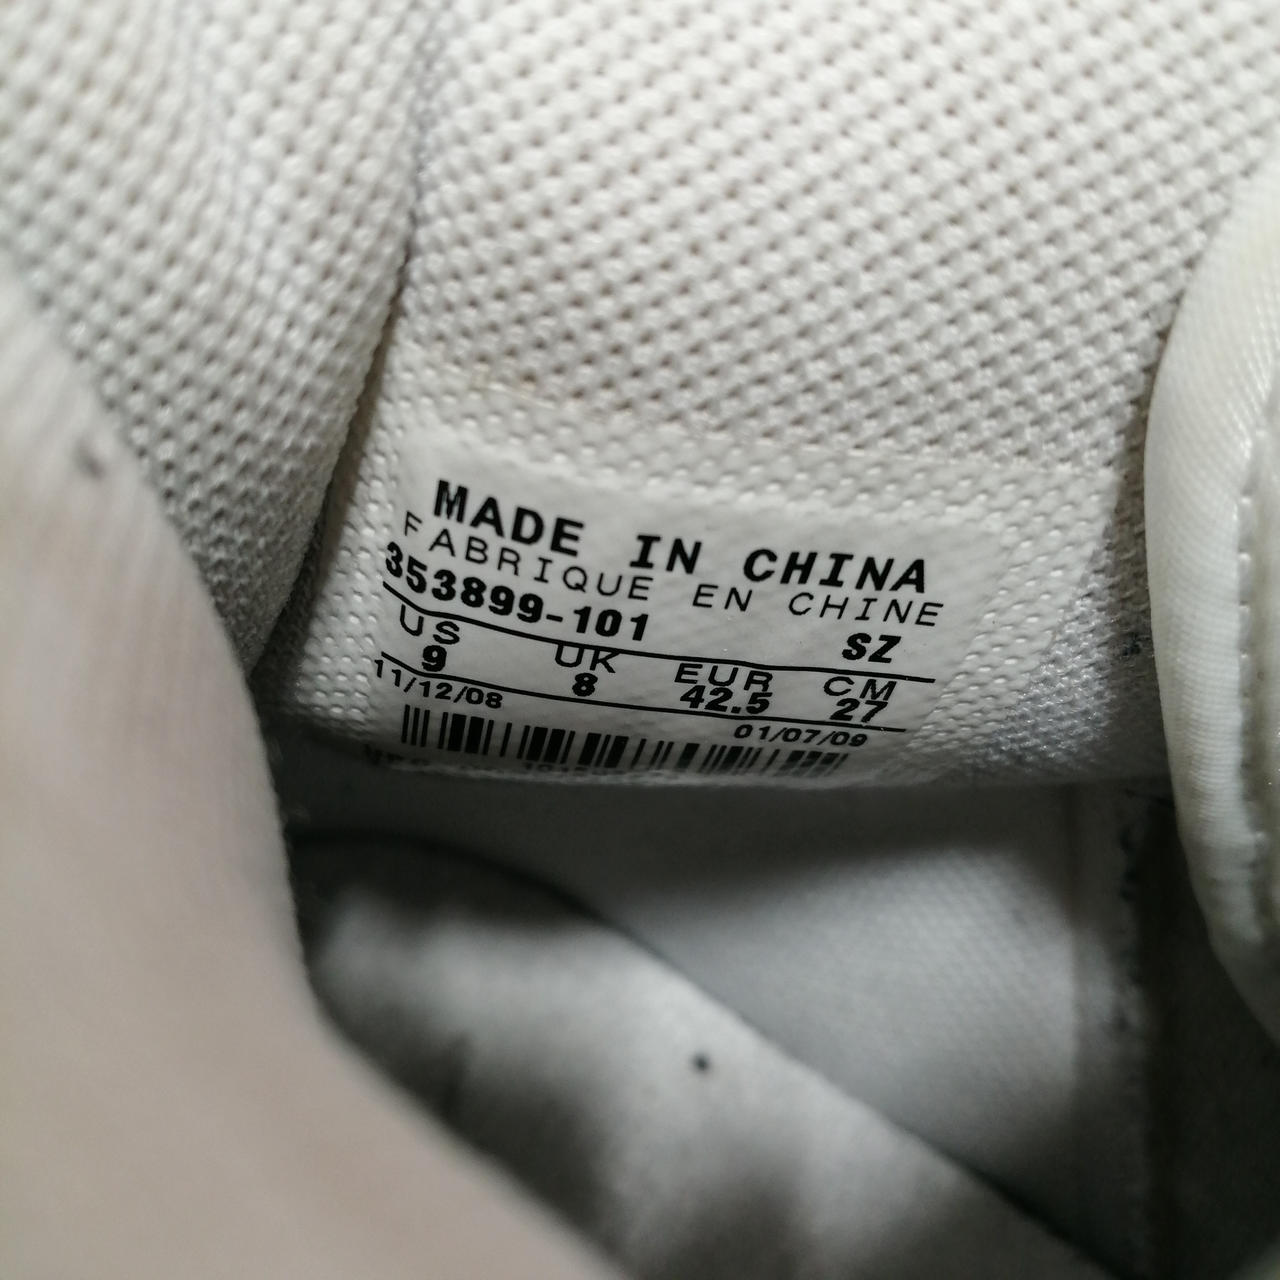 MADE IN CHINA
FABRIQUE EN CHINE
353899-101 SZ
US UK EUR CM
9 8 42.5 27
11/12/08 01/07/09